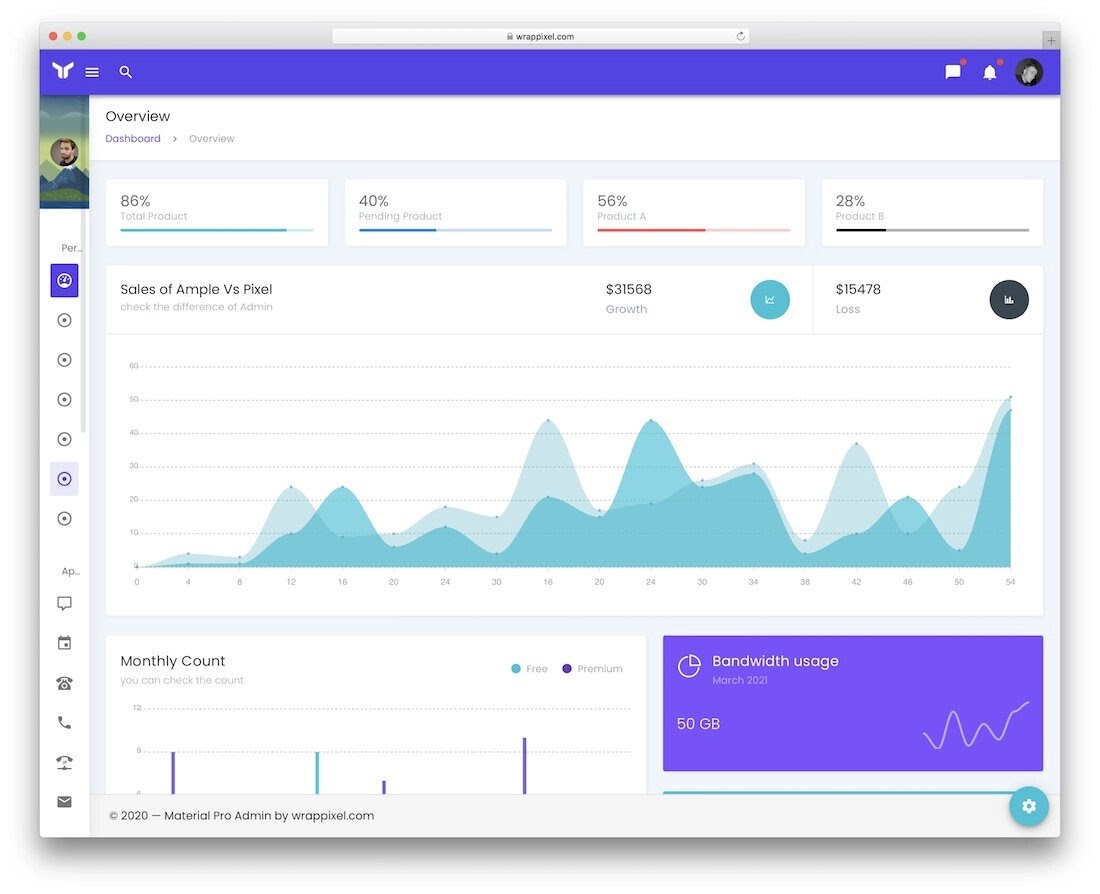 wrappixel.com
Overview
Dashboard > Overview
86%
Total Product
40%
Pending Product
56%
Product A
28%
Product B
Per...
Sales of Ample Vs Pixel
check the difference of Admin
$31568
Growth
$15478
Loss
60
50
40
30
20
10
0
0 4 8 12 16 20 24 30 16 20 24 30 34 38 42 46 50 54
Ap...
Monthly Count
you can check the count
Free Premium
12
9
6
Bandwidth usage
March 2021
50 GB
© 2020 — Material Pro Admin by wrappixel.com